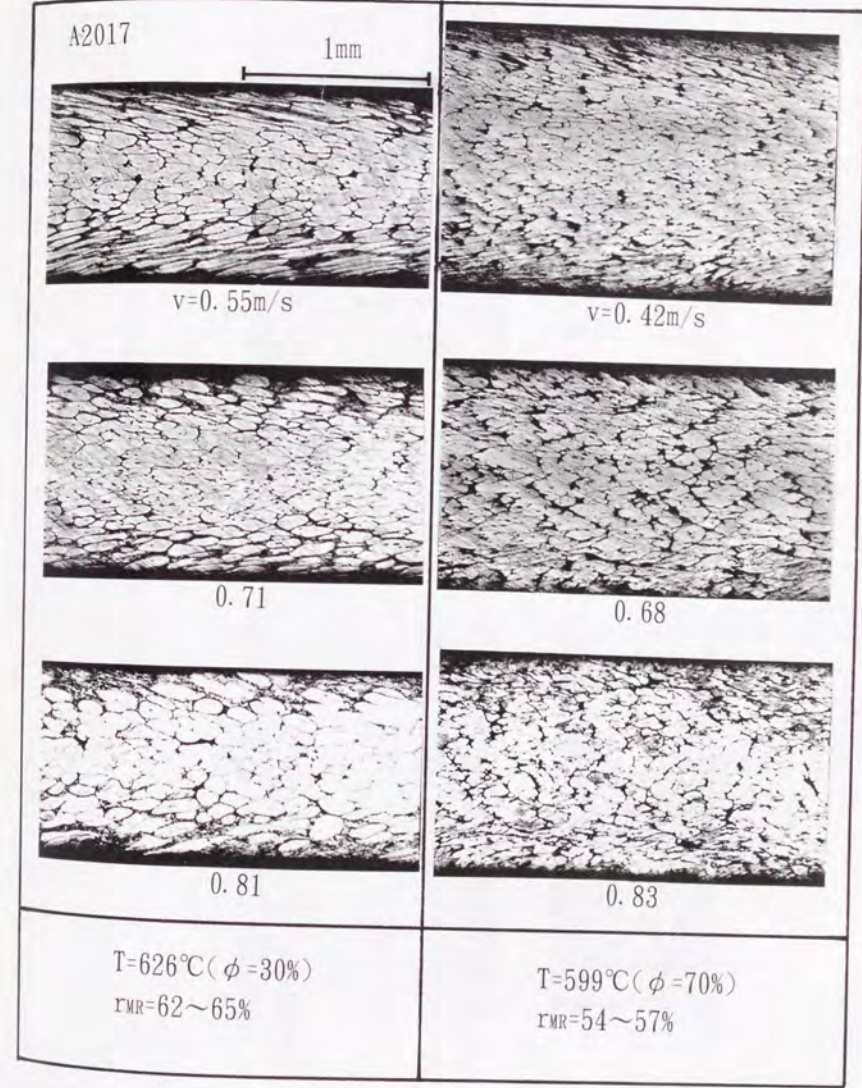 A2017
1mm
v=0.55m/s
v=0.42m/s
0.71
0.68
0.81
0.83
T=626℃(φ=30%)
rMR=62~65%
T=599℃(φ=70%)
rMR=54~57%